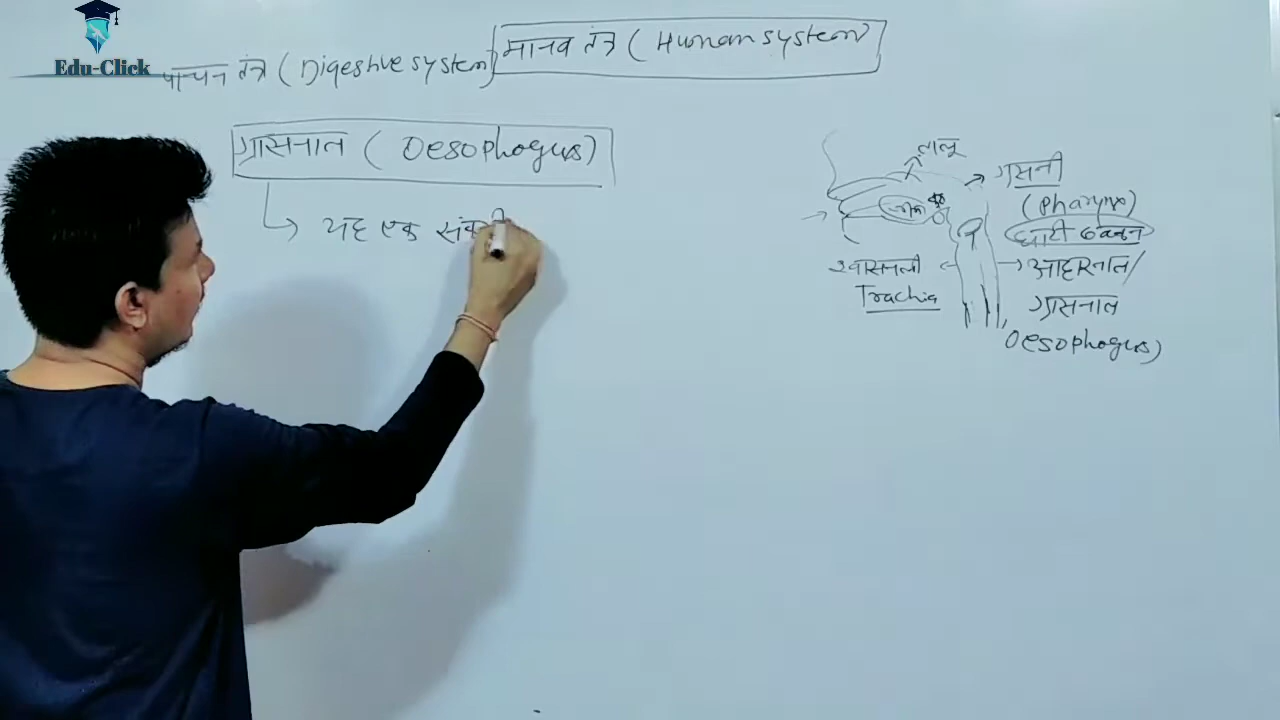 Edu-Click
मानव तंत्र ( Human system)
पाचन तंत्र ( Digestive system)
ग्रासनाल ( Oesophagus)
यह एक संकी
तालू
ग्रसनी
(Pharynx)
घाटी ढक्कन
श्वासनली
Trachia
आहारनाल/
ग्रासनाल
Oesophagus)